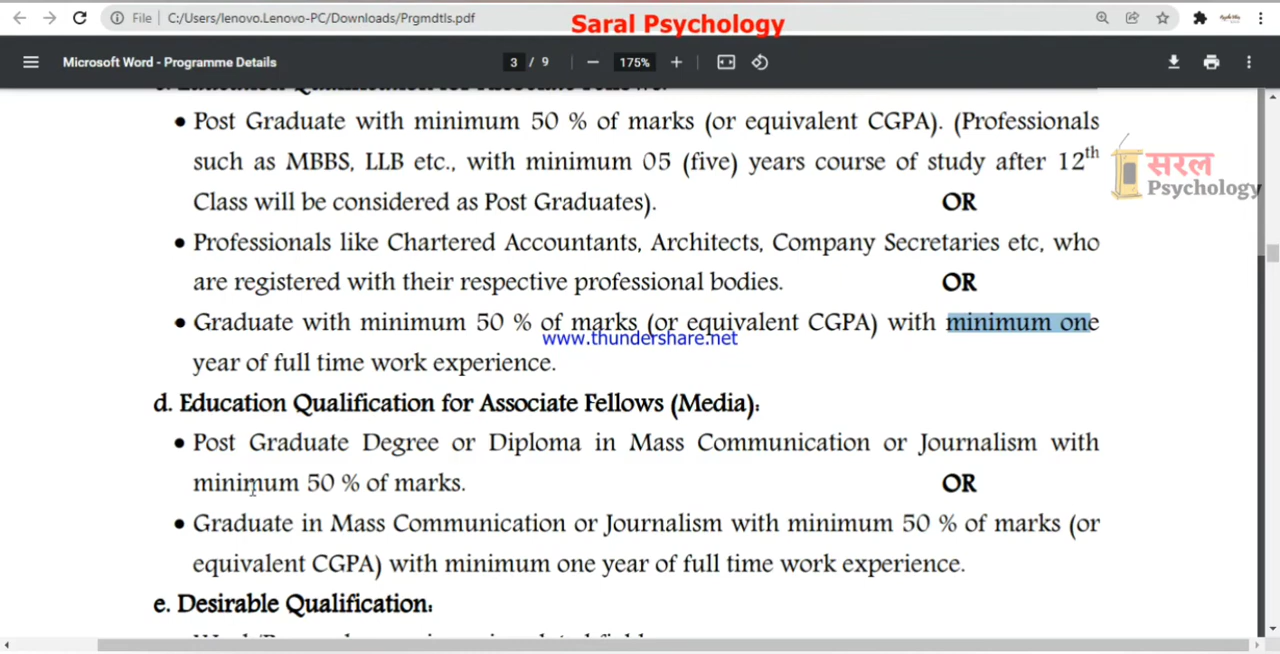 File | C:/Users/lenovo.Lenovo-PC/Downloads/Prgmdtls.pdf
Saral Psychology
Microsoft Word - Programme Details
3 / 9
175%
Post Graduate with minimum 50 % of marks (or equivalent CGPA). (Professionals
such as MBBS, LLB etc., with minimum 05 (five) years course of study after 12th
Class will be considered as Post Graduates). OR
सरल
Psychology
Professionals like Chartered Accountants, Architects, Company Secretaries etc, who
are registered with their respective professional bodies. OR
Graduate with minimum 50 % of marks (or equivalent CGPA) with minimum one
www.thundershare.net
year of full time work experience.
d. Education Qualification for Associate Fellows (Media):
Post Graduate Degree or Diploma in Mass Communication or Journalism with
minimum 50 % of marks. OR
Graduate in Mass Communication or Journalism with minimum 50 % of marks (or
equivalent CGPA) with minimum one year of full time work experience.
e. Desirable Qualification: